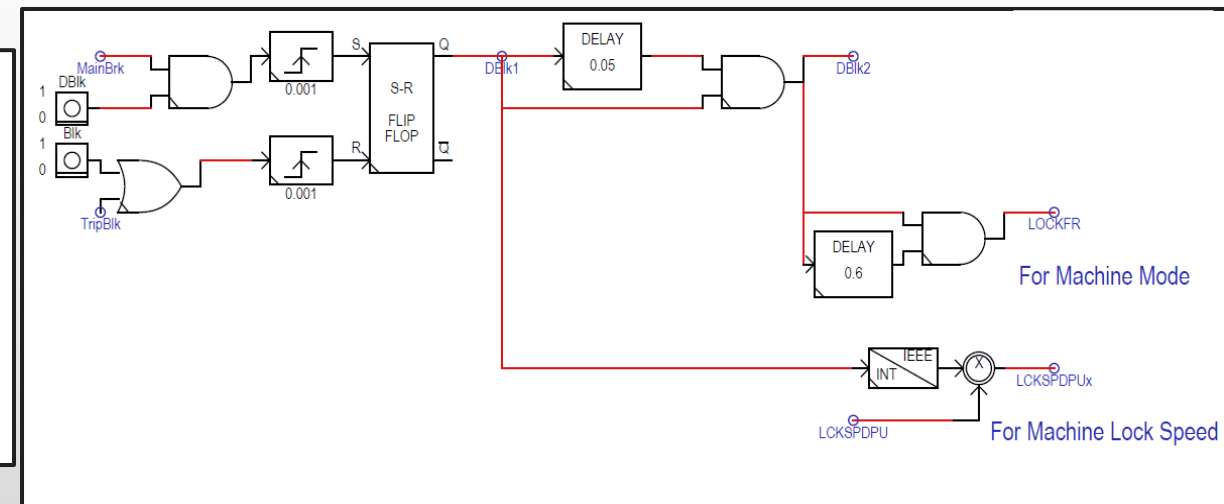 MainBrk
DBlk
1
0
Blk
1
0
TripBlk
0.001
0.001
S
R
S-R
FLIP
FLOP
Q
Q
DBlk1
DELAY
0.05
DBlk2
DELAY
0.6
LOCKFR
For Machine Mode
IEEE
INT
X
LCKSPDPUx
LCKSPDPU
For Machine Lock Speed